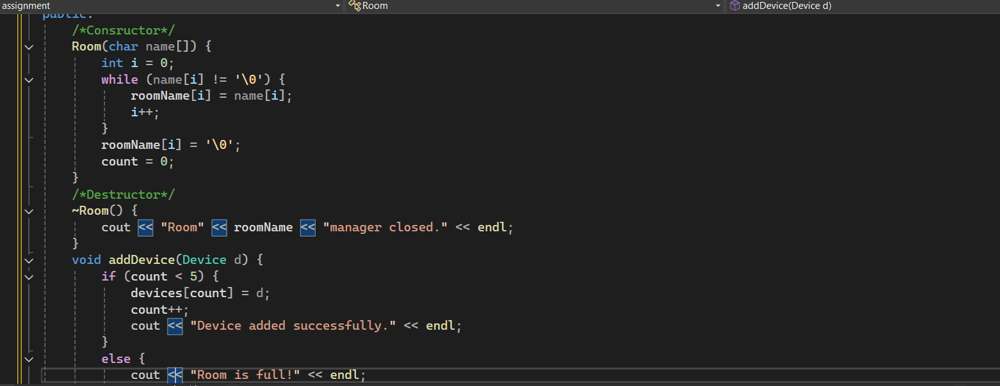 assignment Room addDevice(Device d)
public:
/*Consructor*/
Room(char name[]) {
int i = 0;
while (name[i] != '\0') {
roomName[i] = name[i];
i++;
}
roomName[i] = '\0';
count = 0;
}
/*Destructor*/
~Room() {
cout << "Room" << roomName << "manager closed." << endl;
}
void addDevice(Device d) {
if (count < 5) {
devices[count] = d;
count++;
cout << "Device added successfully." << endl;
}
else {
cout << "Room is full!" << endl;